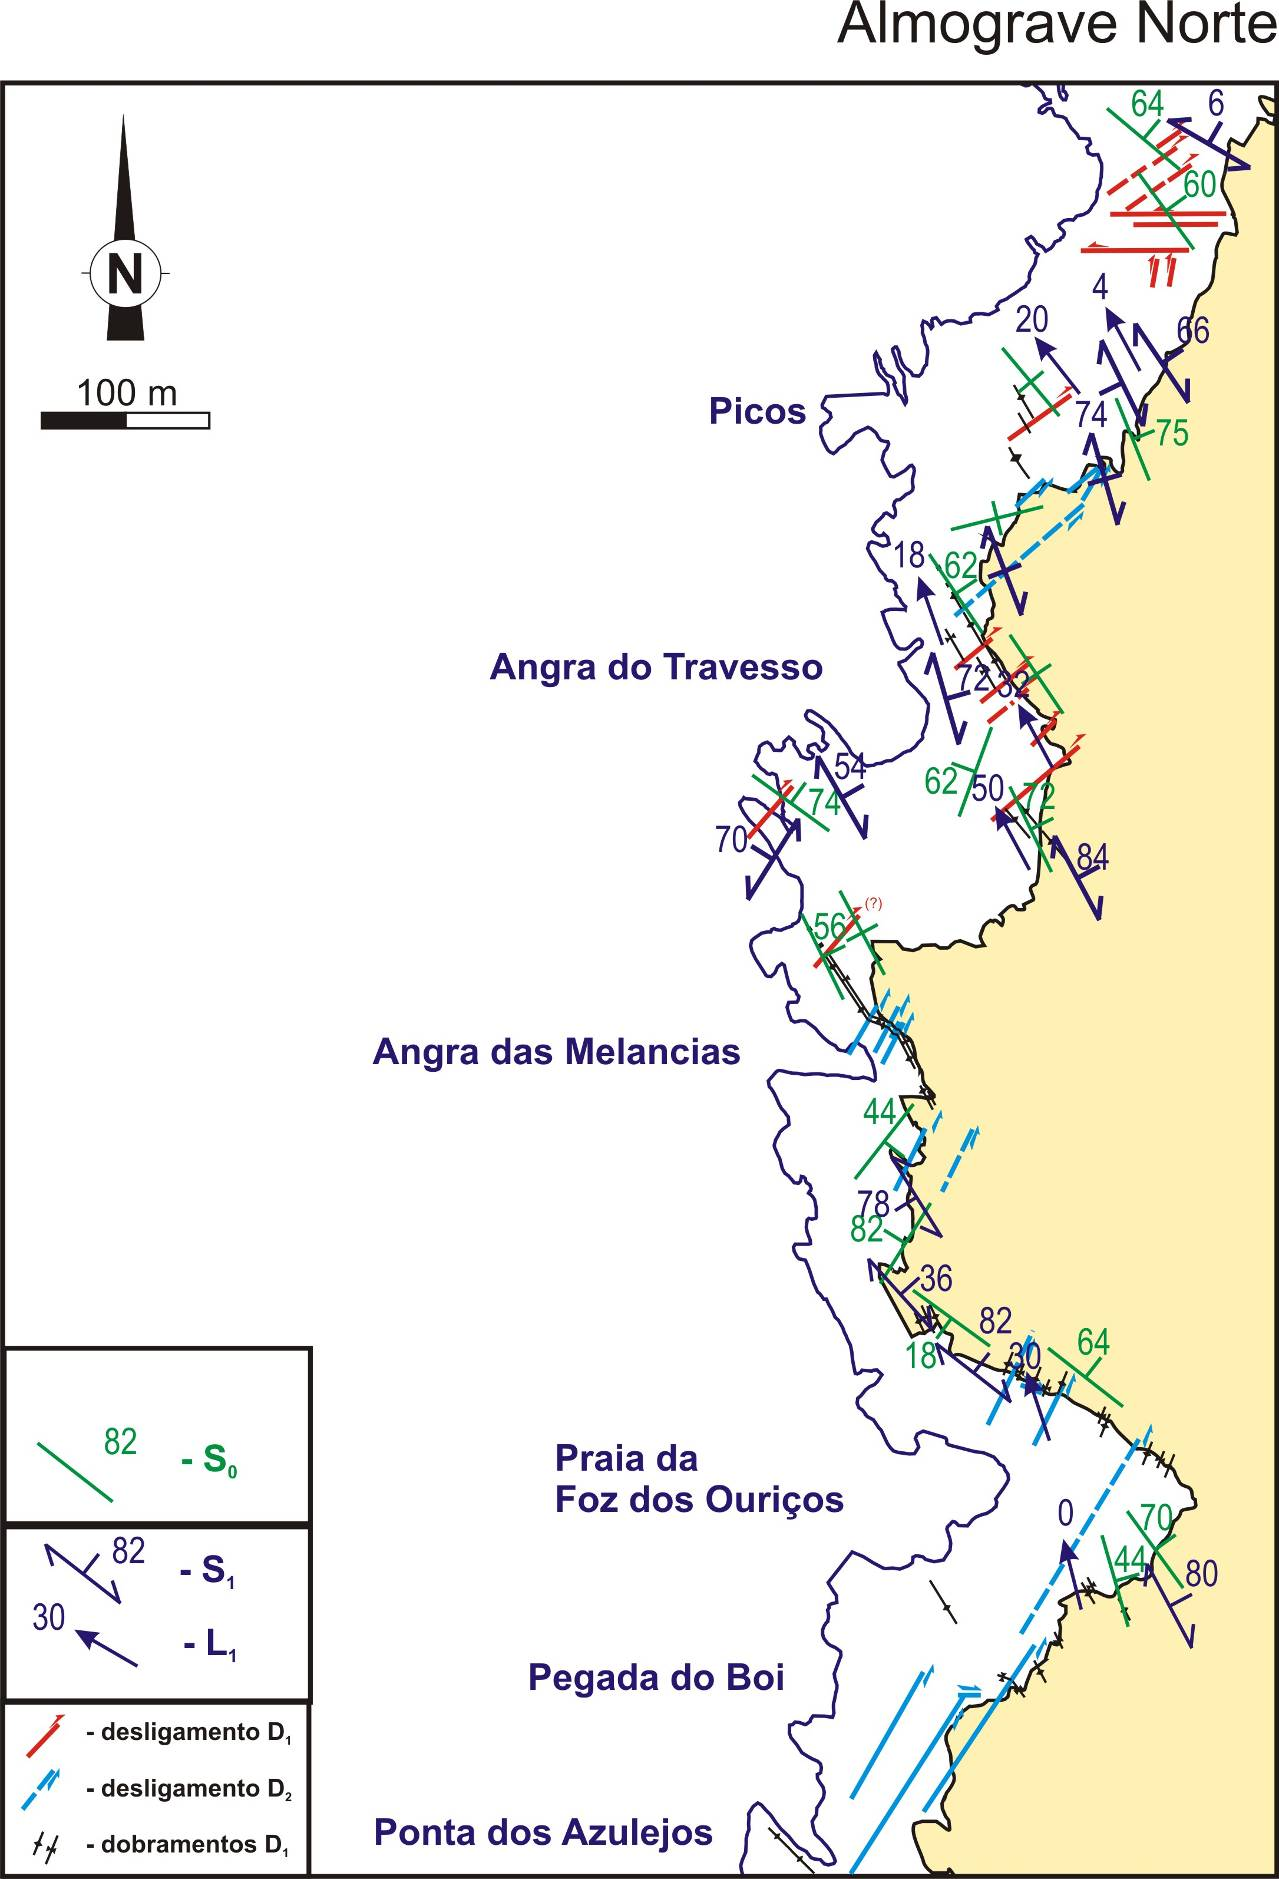 Almograve Norte
64
6
N
60
100 m
4
20
66
Picos
74
75
18
62
Angra do Travesso
72
32
54
62
50
72
74
70
84
(?)
56
Angra das Melancias
44
78
82
36
82
18
30
64
82
- S0
Praia da
Foz dos Ouriços
0
70
82
- S1
44
80
30
- L1
Pegada do Boi
- desligamento D1
- desligamento D2
Ponta dos Azulejos
- dobramentos D1